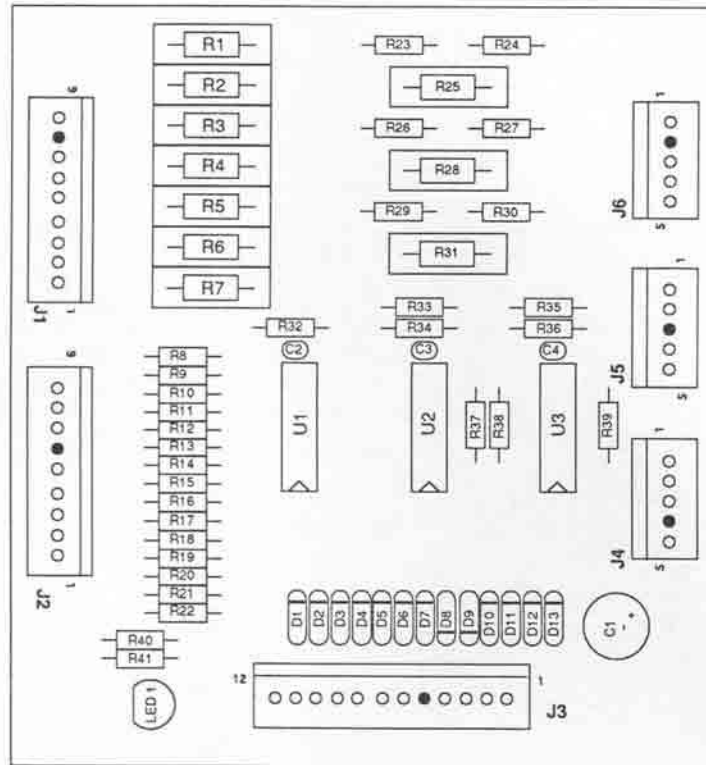 R1
R2
R3
R4
R5
R6
R7
R23
R24
R25
R26
R27
R28
R29
R30
R31
9
J1
1
1
J6
5
R32
R33
R34
R35
R36
C2
C3
C4
1
J5
5
9
J2
1
R8
R9
R10
R11
R12
R13
R14
R15
R16
R17
R18
R19
R20
R21
R22
U1
U2
R37
R38
U3
R39
1
J4
5
D1
D2
D3
D4
D5
D6
D7
D8
D9
D10
D11
D12
D13
C1
- +
R40
R41
LED 1
12
1
J3